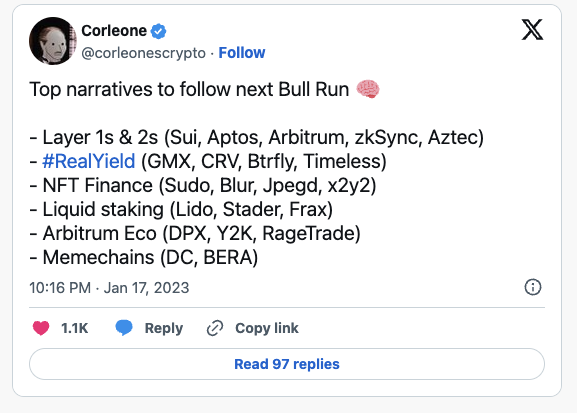 Corleone
@corleonescrypto · Follow
Top narratives to follow next Bull Run 🧠
- Layer 1s & 2s (Sui, Aptos, Arbitrum, zkSync, Aztec)
- #RealYield (GMX, CRV, Btrfly, Timeless)
- NFT Finance (Sudo, Blur, Jpegd, x2y2)
- Liquid staking (Lido, Stader, Frax)
- Arbitrum Eco (DPX, Y2K, RageTrade)
- Memechains (DC, BERA)
10:16 PM · Jan 17, 2023
1.1K Reply Copy link
Read 97 replies